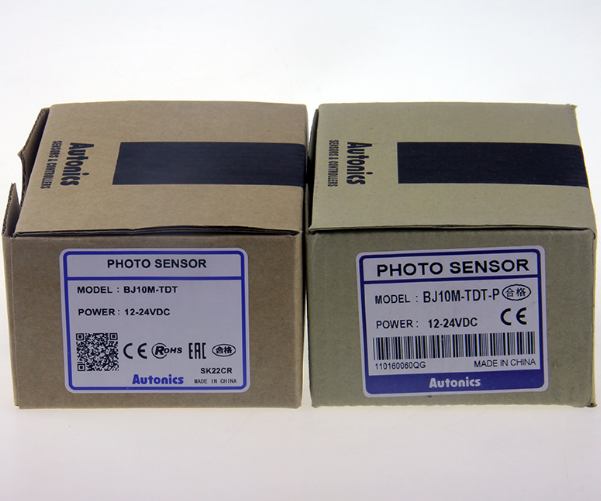 Autonics
SENSORS & CONTROLLERS
Autonics
SENSORS & CONTROLLERS
PHOTO SENSOR
MODEL : BJ10M-TDT
POWER : 12-24VDC
CE RoHS EAC 合格
SK22CR
MADE IN CHINA
Autonics
PHOTO SENSOR
MODEL : BJ10M-TDT-P 合格
POWER : 12-24VDC CE
110160060QG MADE IN CHINA
Autonics